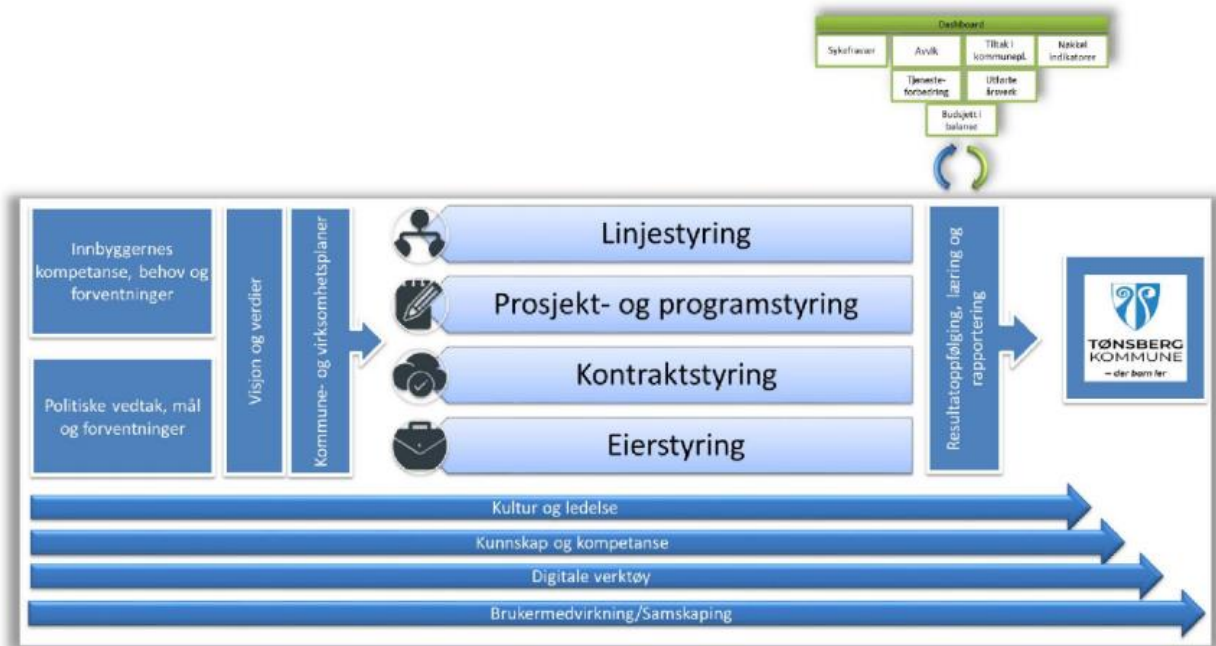 Dashboard
Sykefravær
Avvik
Tiltak i
kommunepl.
Nøkkel
indikatorer
Tjeneste-
forbedring
Utførte
årsverk
Budsjett i
balanse
Innbyggernes
kompetanse, behov og
forventninger
Politiske vedtak, mål
og forventninger
Visjon og verdier
Kommune- og virksomhetsplaner
Linjestyring
Prosjekt- og programstyring
Kontraktstyring
Eierstyring
Resultatoppfølging, læring og
rapportering
TØNSBERG
KOMMUNE
– der barn ler
Kultur og ledelse
Kunnskap og kompetanse
Digitale verktøy
Brukermedvirkning/Samskaping